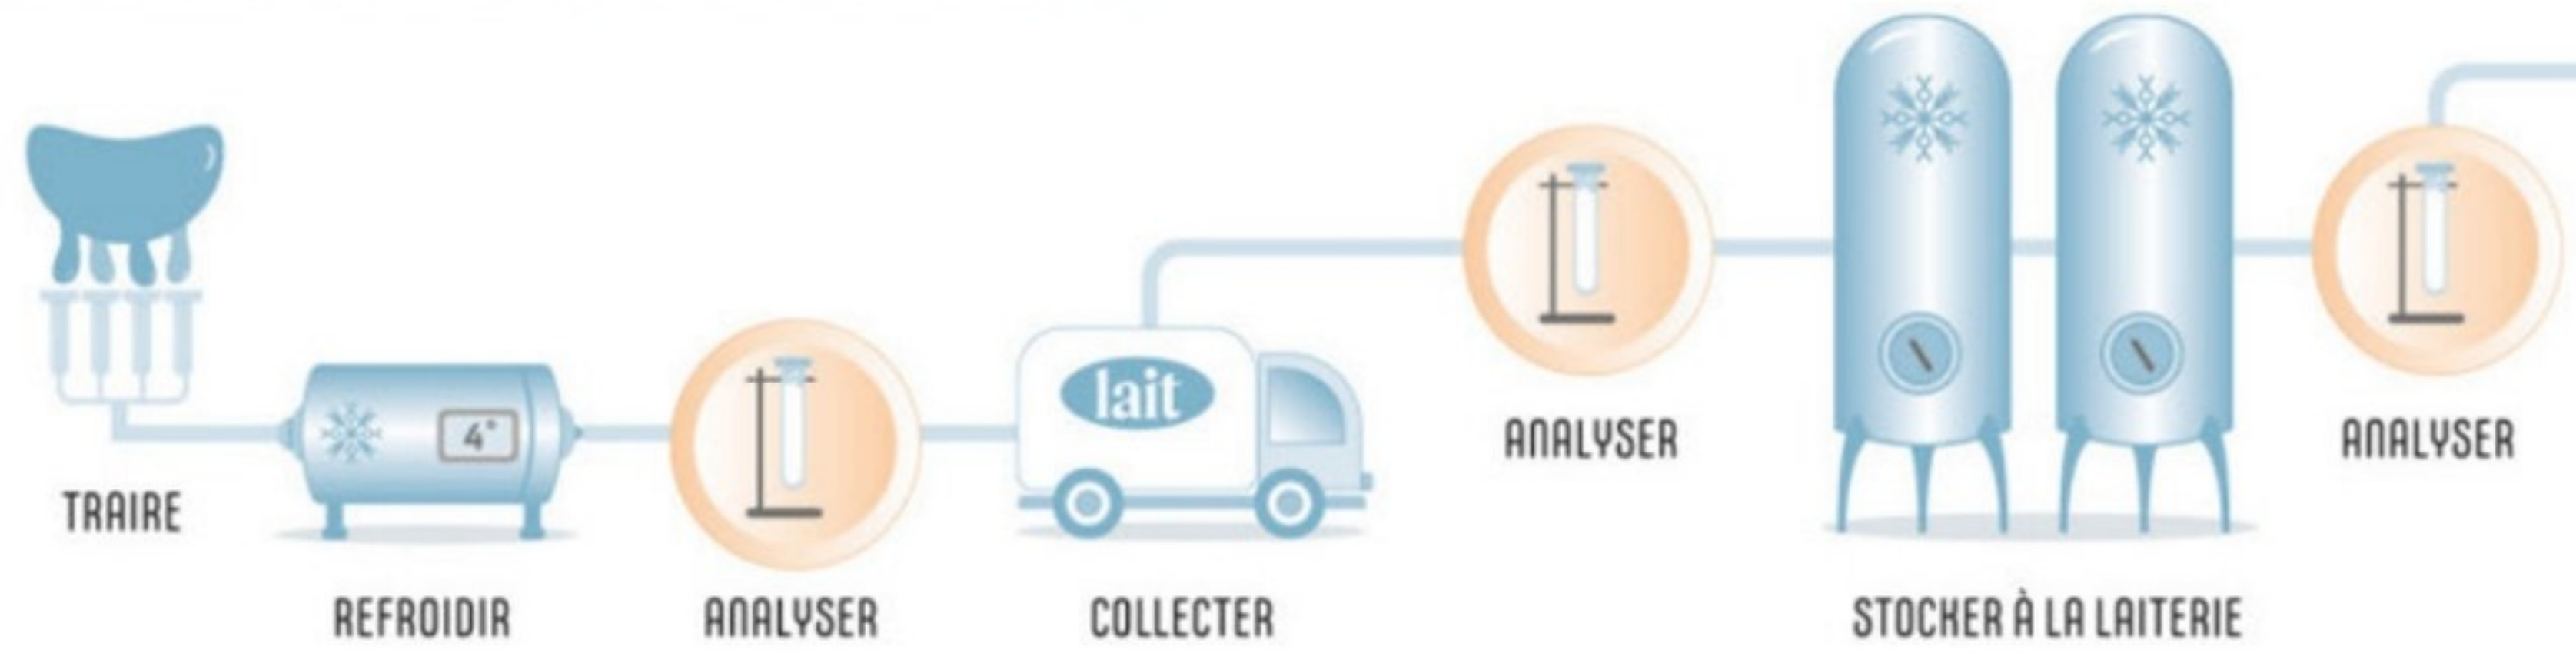 TRAIRE
4°
REFROIDIR
ANALYSER
lait
COLLECTER
ANALYSER
STOCKER À LA LAITERIE
ANALYSER